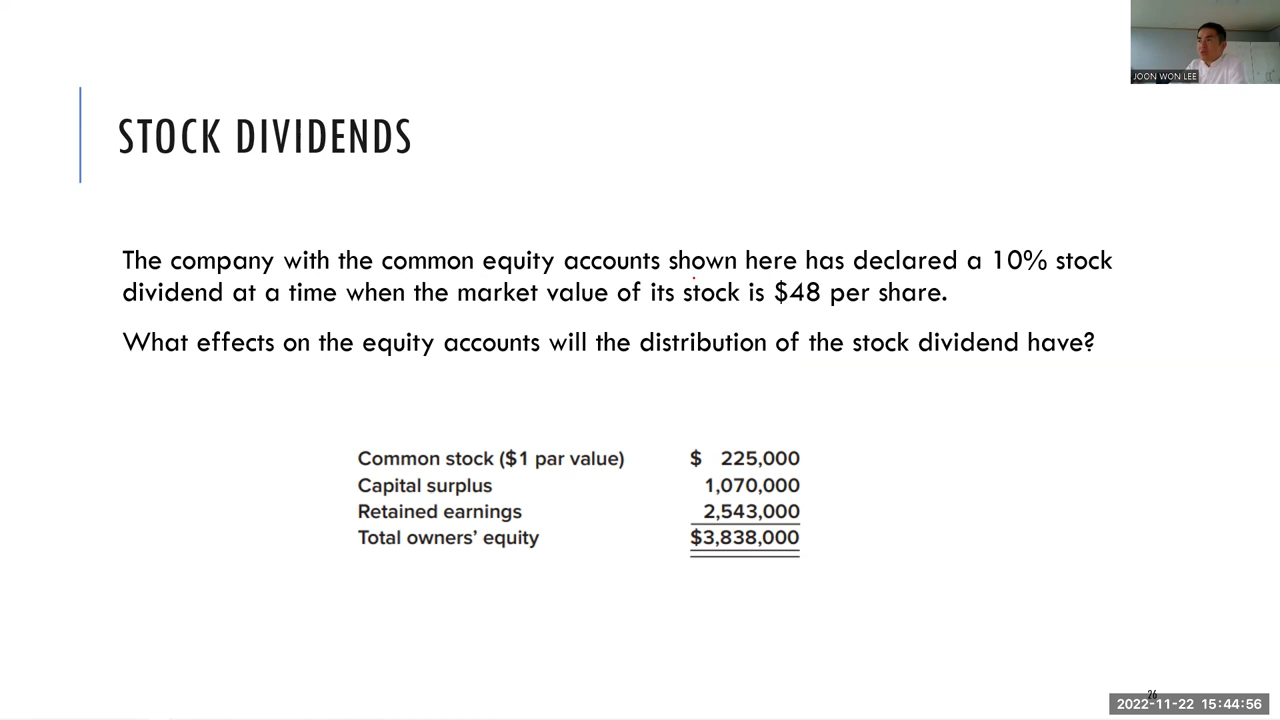 JOON WON LEE
STOCK DIVIDENDS
The company with the common equity accounts shown here has declared a 10% stock
dividend at a time when the market value of its stock is $48 per share.
What effects on the equity accounts will the distribution of the stock dividend have?
Common stock ($1 par value) $ 225,000
Capital surplus 1,070,000
Retained earnings 2,543,000
Total owners’ equity $3,838,000
26
2022-11-22 15:44:56